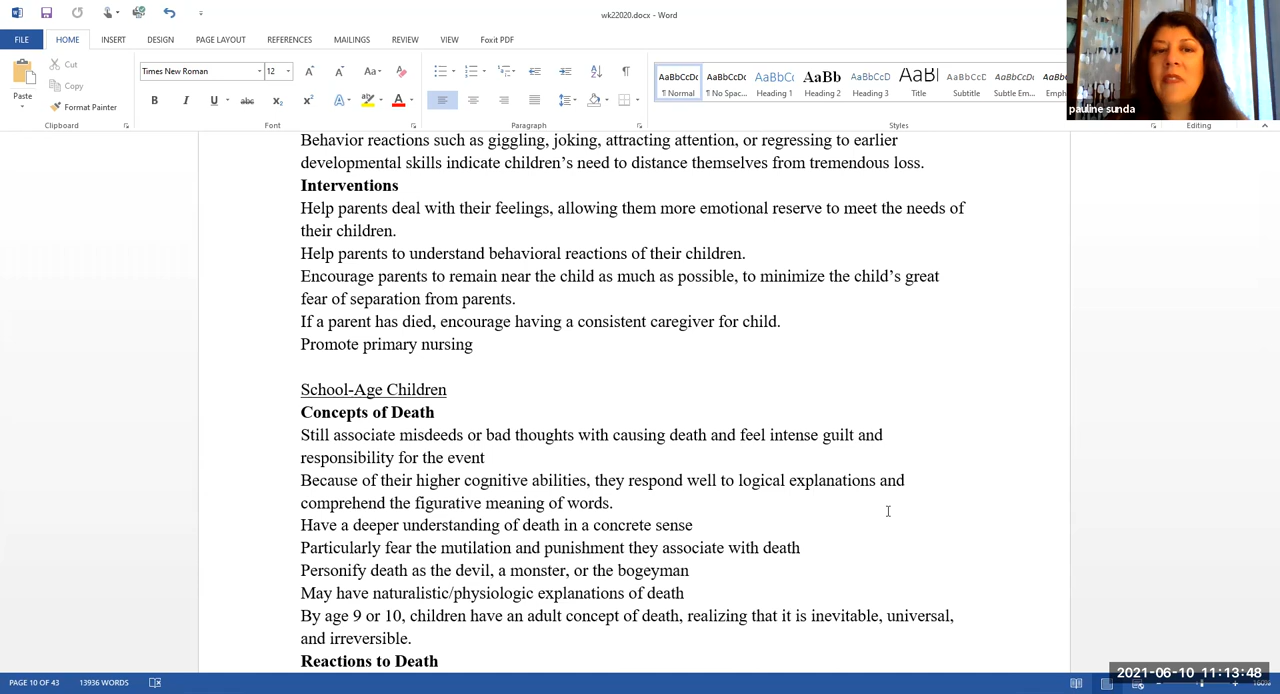 wk22020.docx - Word
FILE HOME INSERT DESIGN PAGE LAYOUT REFERENCES MAILINGS REVIEW VIEW Foxit PDF
Paste
Cut
Copy
Format Painter
Clipboard
Times New Roman 12
Font
Paragraph
AaBbCcDc AaBbCcDc AaBbCc AaBb AaBbCcD AaB AaBbCcD AaBbCcDc
¶ Normal ¶ No Spac... Heading 1 Heading 2 Heading 3 Title Subtitle Subtle Em...
Styles
Editing
pauline sunda
Behavior reactions such as giggling, joking, attracting attention, or regressing to earlier
developmental skills indicate children’s need to distance themselves from tremendous loss.
Interventions
Help parents deal with their feelings, allowing them more emotional reserve to meet the needs of
their children.
Help parents to understand behavioral reactions of their children.
Encourage parents to remain near the child as much as possible, to minimize the child’s great
fear of separation from parents.
If a parent has died, encourage having a consistent caregiver for child.
Promote primary nursing
School-Age Children
Concepts of Death
Still associate misdeeds or bad thoughts with causing death and feel intense guilt and
responsibility for the event
Because of their higher cognitive abilities, they respond well to logical explanations and
comprehend the figurative meaning of words.
Have a deeper understanding of death in a concrete sense
Particularly fear the mutilation and punishment they associate with death
Personify death as the devil, a monster, or the bogeyman
May have naturalistic/physiologic explanations of death
By age 9 or 10, children have an adult concept of death, realizing that it is inevitable, universal,
and irreversible.
Reactions to Death
PAGE 10 OF 43 13936 WORDS
2021-06-10 11:13:48